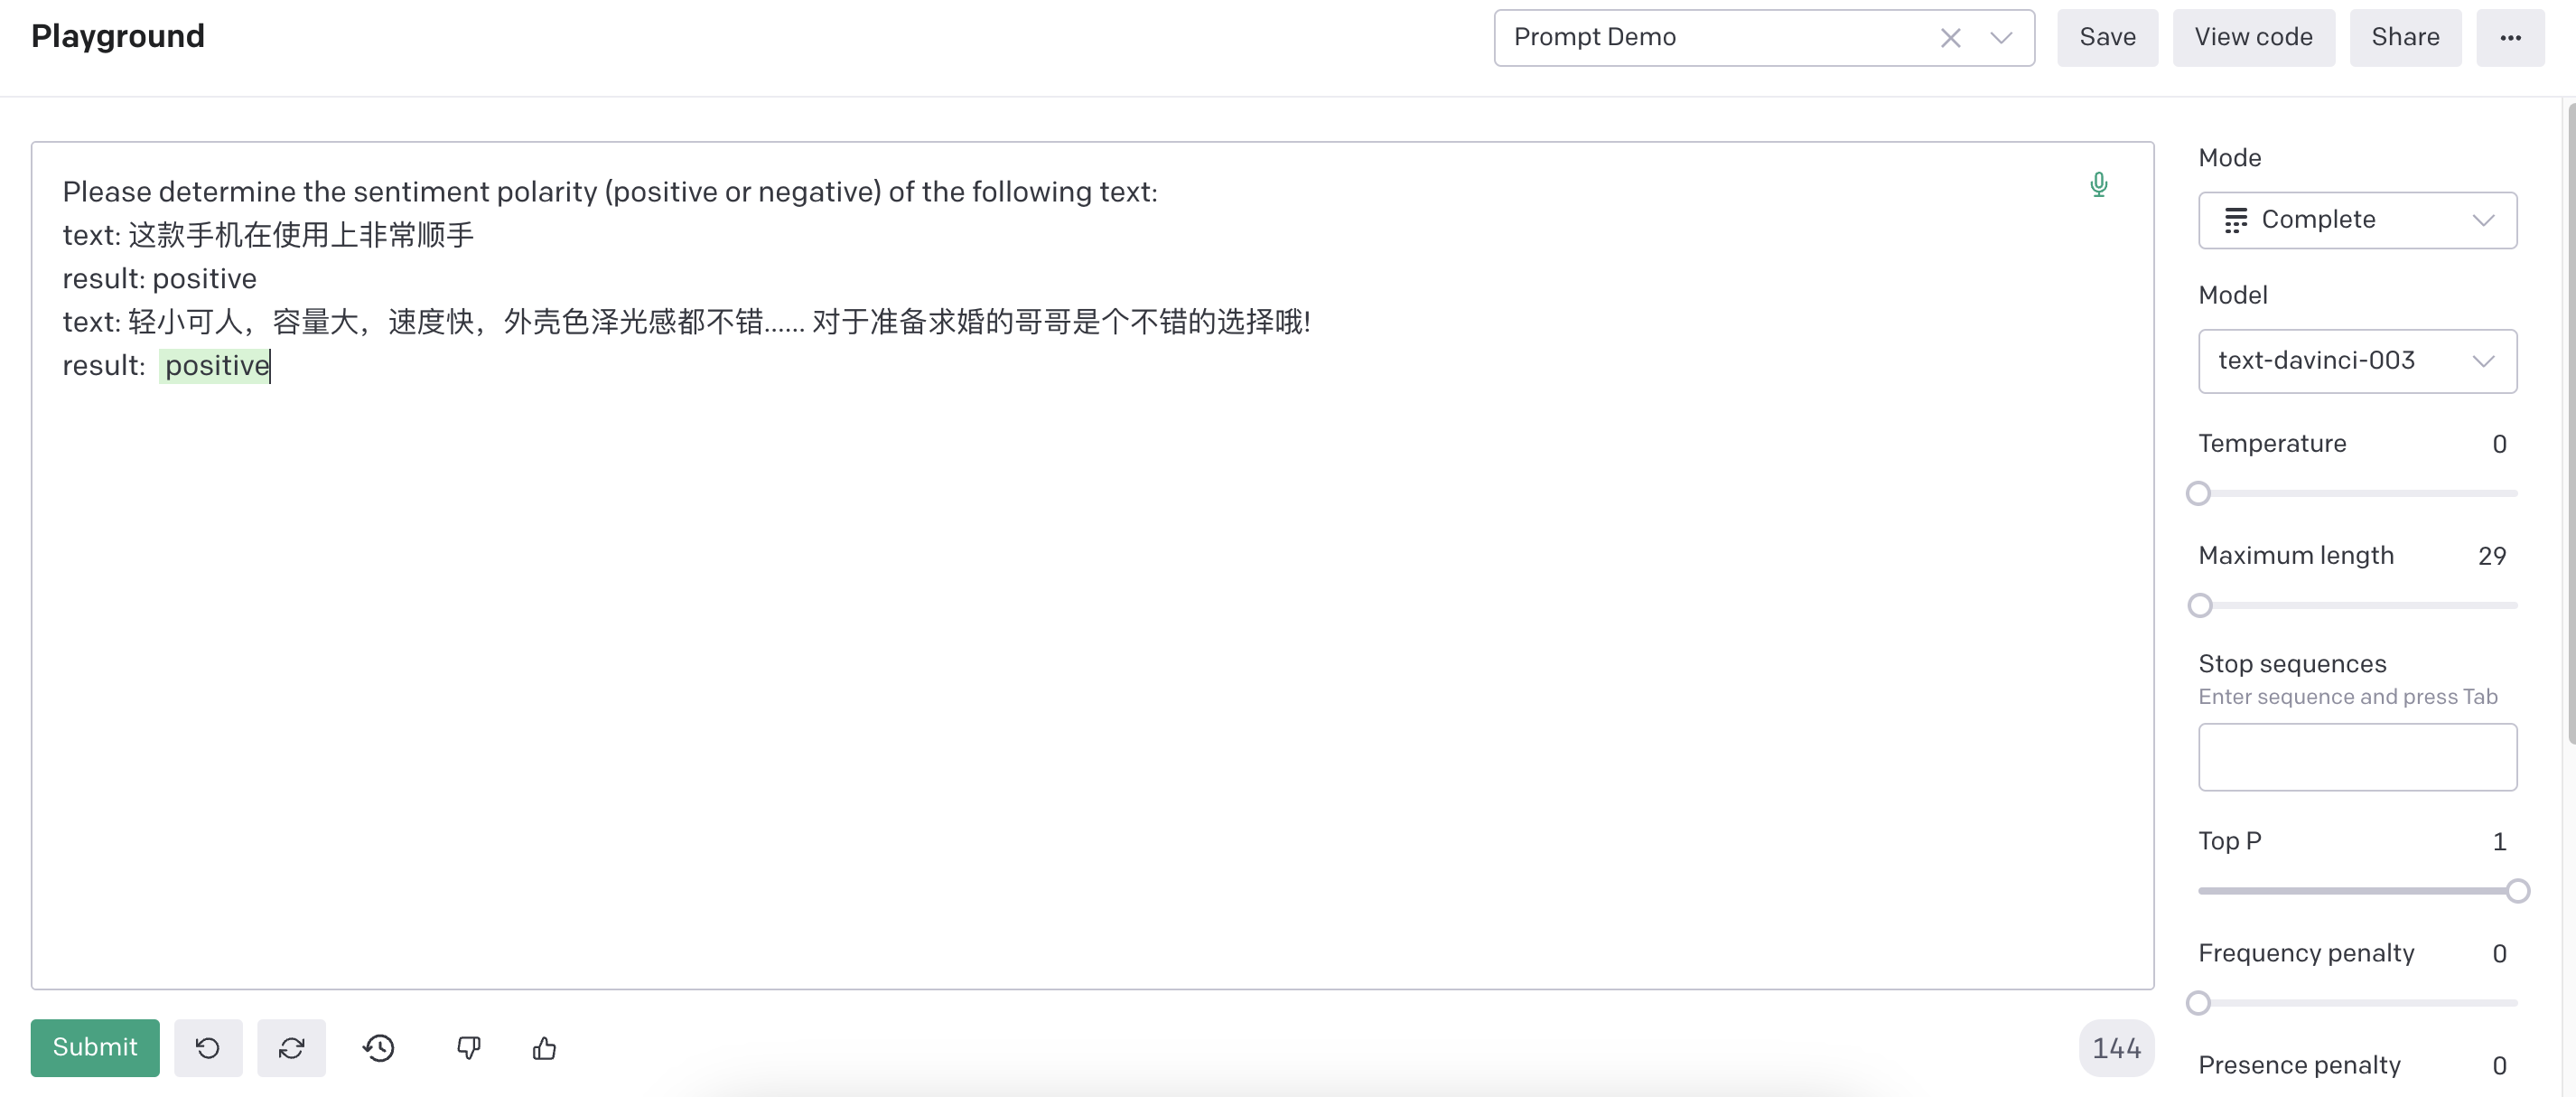 Playground
Prompt Demo
Save
View code
Share
Please determine the sentiment polarity (positive or negative) of the following text:
text: 这款手机在使用上非常顺手
result: positive
text: 轻小可人，容量大，速度快，外壳色泽光感都不错...... 对于准备求婚的哥哥是个不错的选择哦!
result: positive
Mode
Complete
Model
text-davinci-003
Temperature 0
Maximum length 29
Stop sequences
Enter sequence and press Tab
Top P 1
Frequency penalty 0
Presence penalty 0
Submit
144